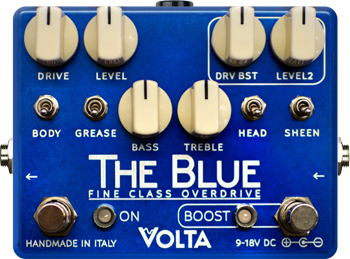 DRIVE LEVEL DRV BST LEVEL2
BODY GREASE HEAD SHEEN
BASS TREBLE
THE BLUE
FINE CLASS OVERDRIVE
ON BOOST
HANDMADE IN ITALY VOLTA 9-18V DC